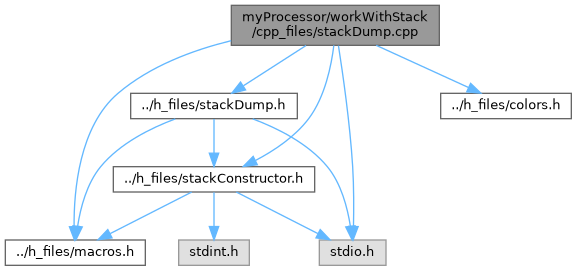 myProcessor/workWithStack
/cpp_files/stackDump.cpp
../h_files/stackDump.h
../h_files/colors.h
../h_files/stackConstructor.h
../h_files/macros.h
stdint.h
stdio.h